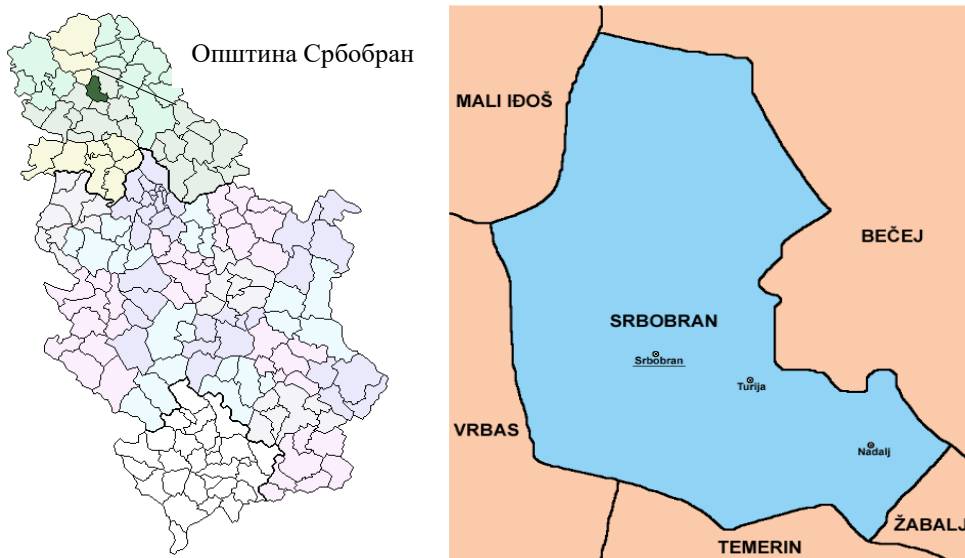 Општина Србобран
MALI IĐOŠ
BEČEJ
SRBOBRAN
Srbobran
Turija
VRBAS
Nadalj
ŽABALJ
TEMERIN